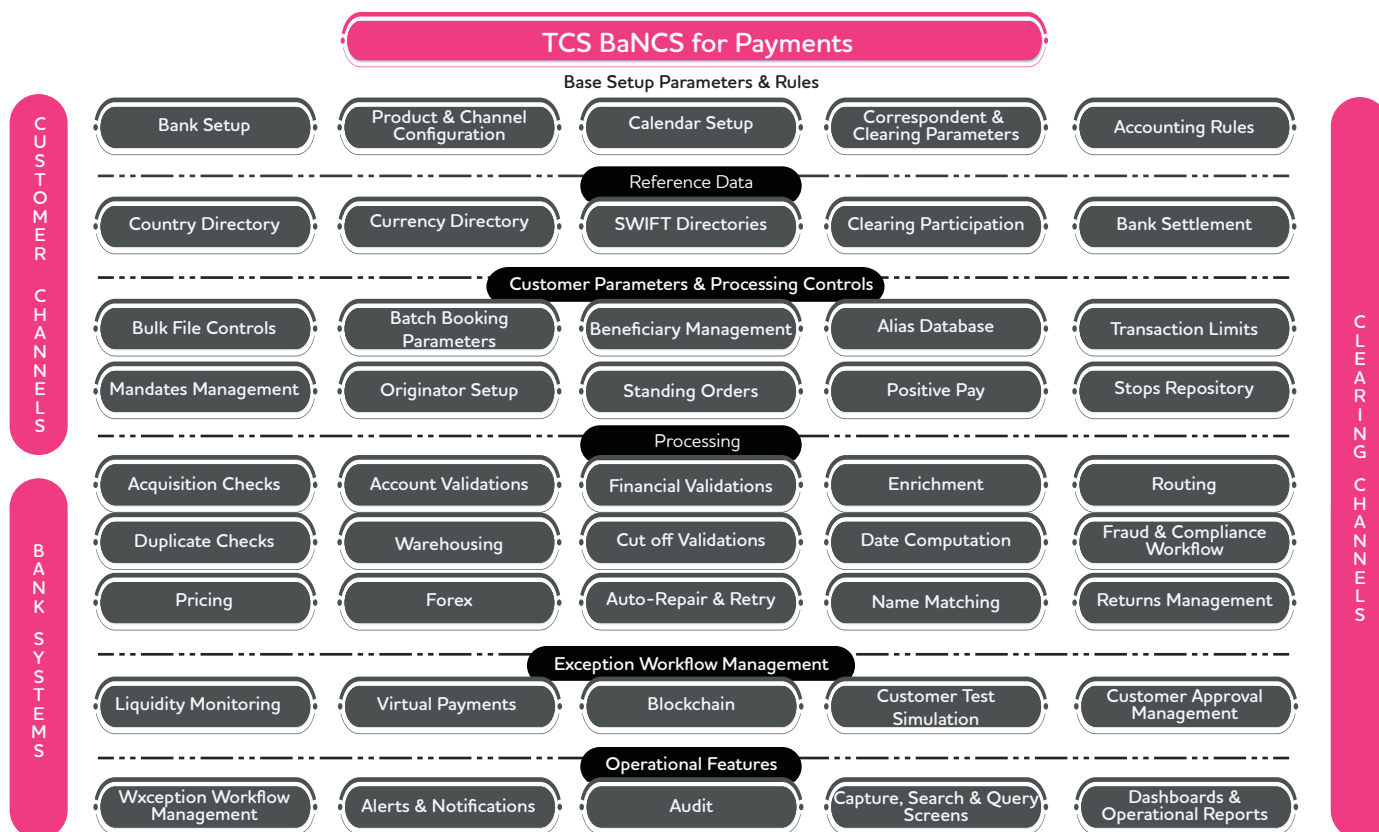 TCS BaNCS for Payments
Base Setup Parameters & Rules
CUSTOMER CHANNELS
BANK SYSTEMS
CLEARING CHANNELS
Bank Setup
Product & Channel
Configuration
Calendar Setup
Correspondent &
Clearing Parameters
Accounting Rules
Reference Data
Country Directory
Currency Directory
SWIFT Directories
Clearing Participation
Bank Settlement
Customer Parameters & Processing Controls
Bulk File Controls
Batch Booking
Parameters
Beneficiary Management
Alias Database
Transaction Limits
Mandates Management
Originator Setup
Standing Orders
Positive Pay
Stops Repository
Processing
Acquisition Checks
Account Validations
Financial Validations
Enrichment
Routing
Duplicate Checks
Warehousing
Cut off Validations
Date Computation
Fraud & Compliance
Workflow
Pricing
Forex
Auto-Repair & Retry
Name Matching
Returns Management
Exception Workflow Management
Liquidity Monitoring
Virtual Payments
Blockchain
Customer Test
Simulation
Customer Approval
Management
Operational Features
Wxception Workflow
Management
Alerts & Notifications
Audit
Capture, Search & Query
Screens
Dashboards &
Operational Reports